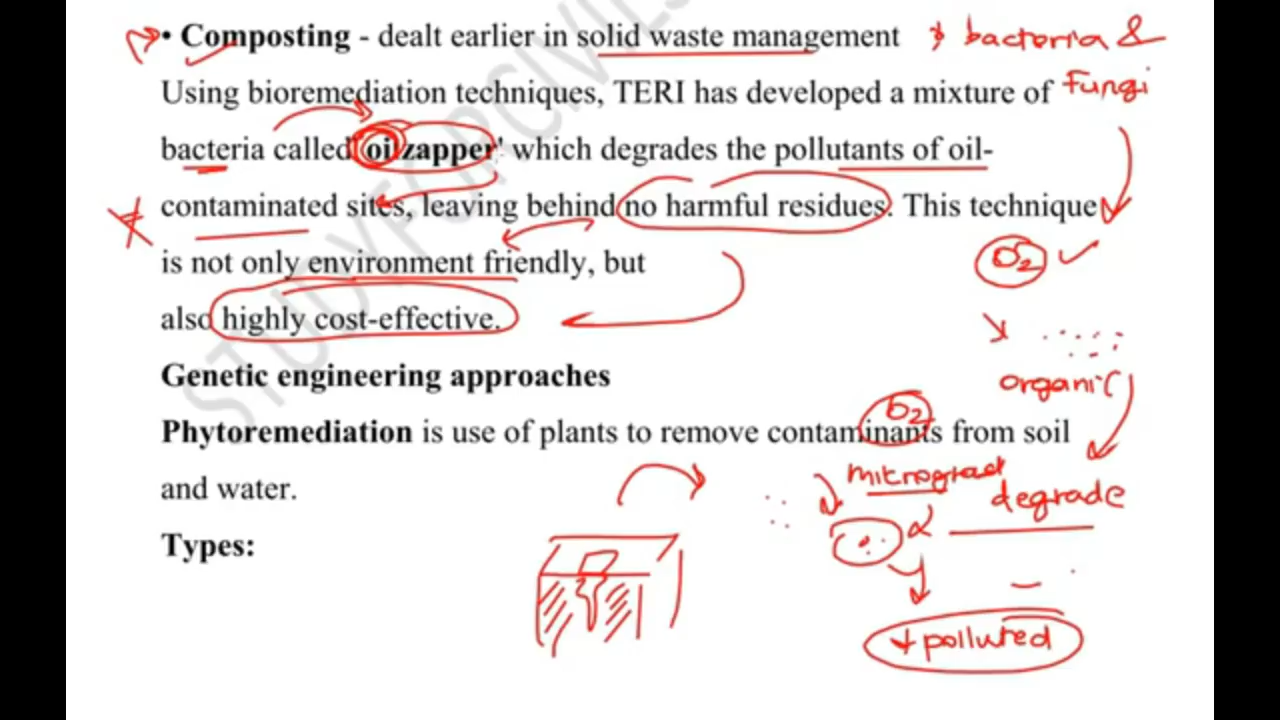 • Composting - dealt earlier in solid waste management * bacteria &
Using bioremediation techniques, TERI has developed a mixture of Fungi
bacteria called 'oilzapper' which degrades the pollutants of oil-
contaminated sites, leaving behind no harmful residues. This technique
is not only environment friendly, but O2
also highly cost-effective.
Genetic engineering approaches organic
O2
Phytoremediation is use of plants to remove contaminants from soil
and water. degrade
Types:
polluted
STUDYFORCIVIL